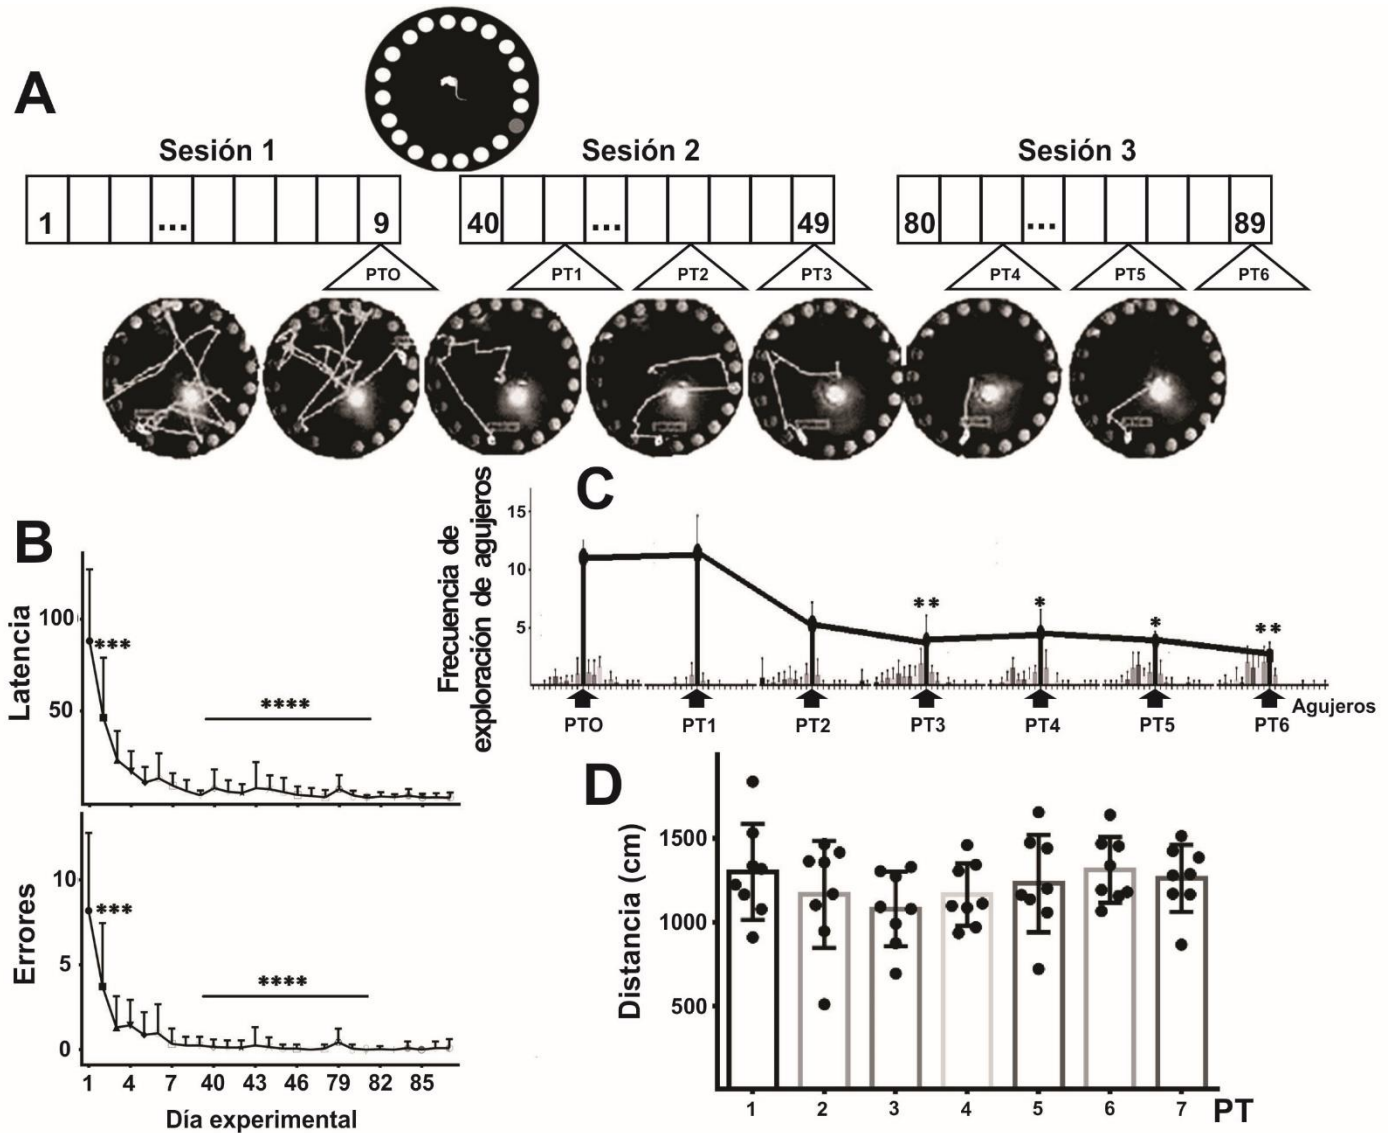 A
Sesión 1
Sesión 2
Sesión 3
1 ... 9
40 ... 49
80 ... 89
PTO
PT1
PT2
PT3
PT4
PT5
PT6
B
Latencia
100
50
***
****
Errores
10
5
0
***
****
1 4 7 40 43 46 79 82 85
Día experimental
C
Frecuencia de
exploración de agujeros
15
10
5
** * * **
PTO PT1 PT2 PT3 PT4 PT5 PT6
Agujeros
D
Distancia (cm)
1500
1000
500
1 2 3 4 5 6 7 PT